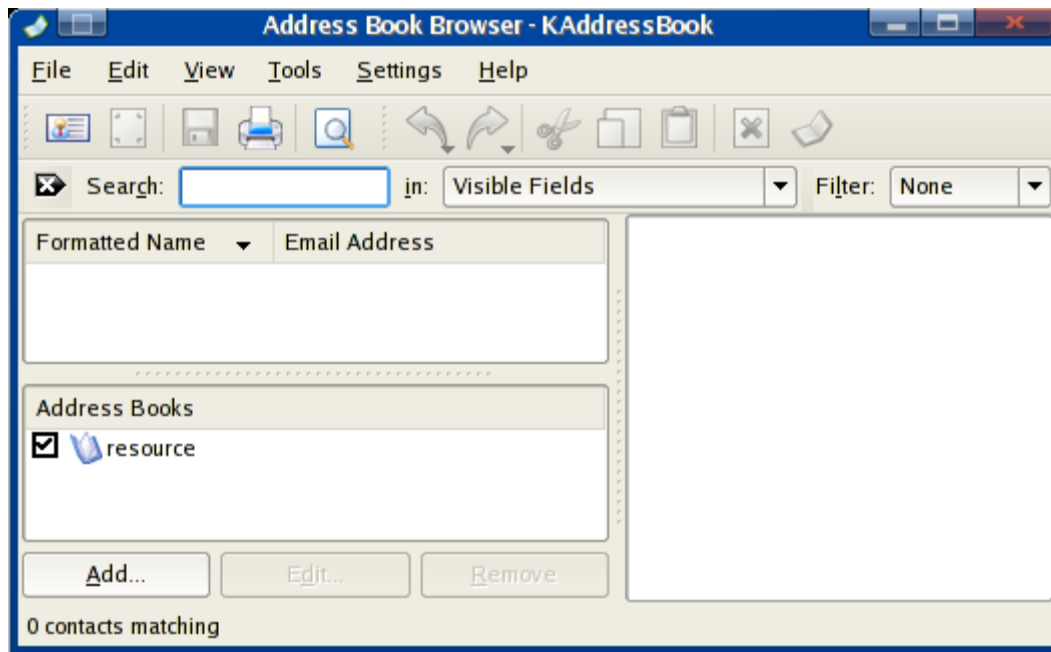 Address Book Browser - KAddressBook
File Edit View Tools Settings Help
Search: in: Visible Fields Filter: None
Formatted Name Email Address
Address Books
resource
Add... Edit... Remove
0 contacts matching